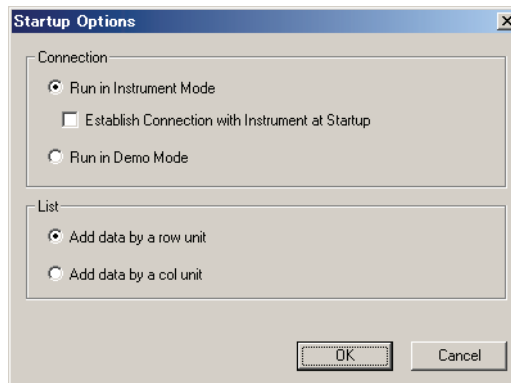 Startup Options
Connection
Run in Instrument Mode
Establish Connection with Instrument at Startup
Run in Demo Mode
List
Add data by a row unit
Add data by a col unit
OK
Cancel